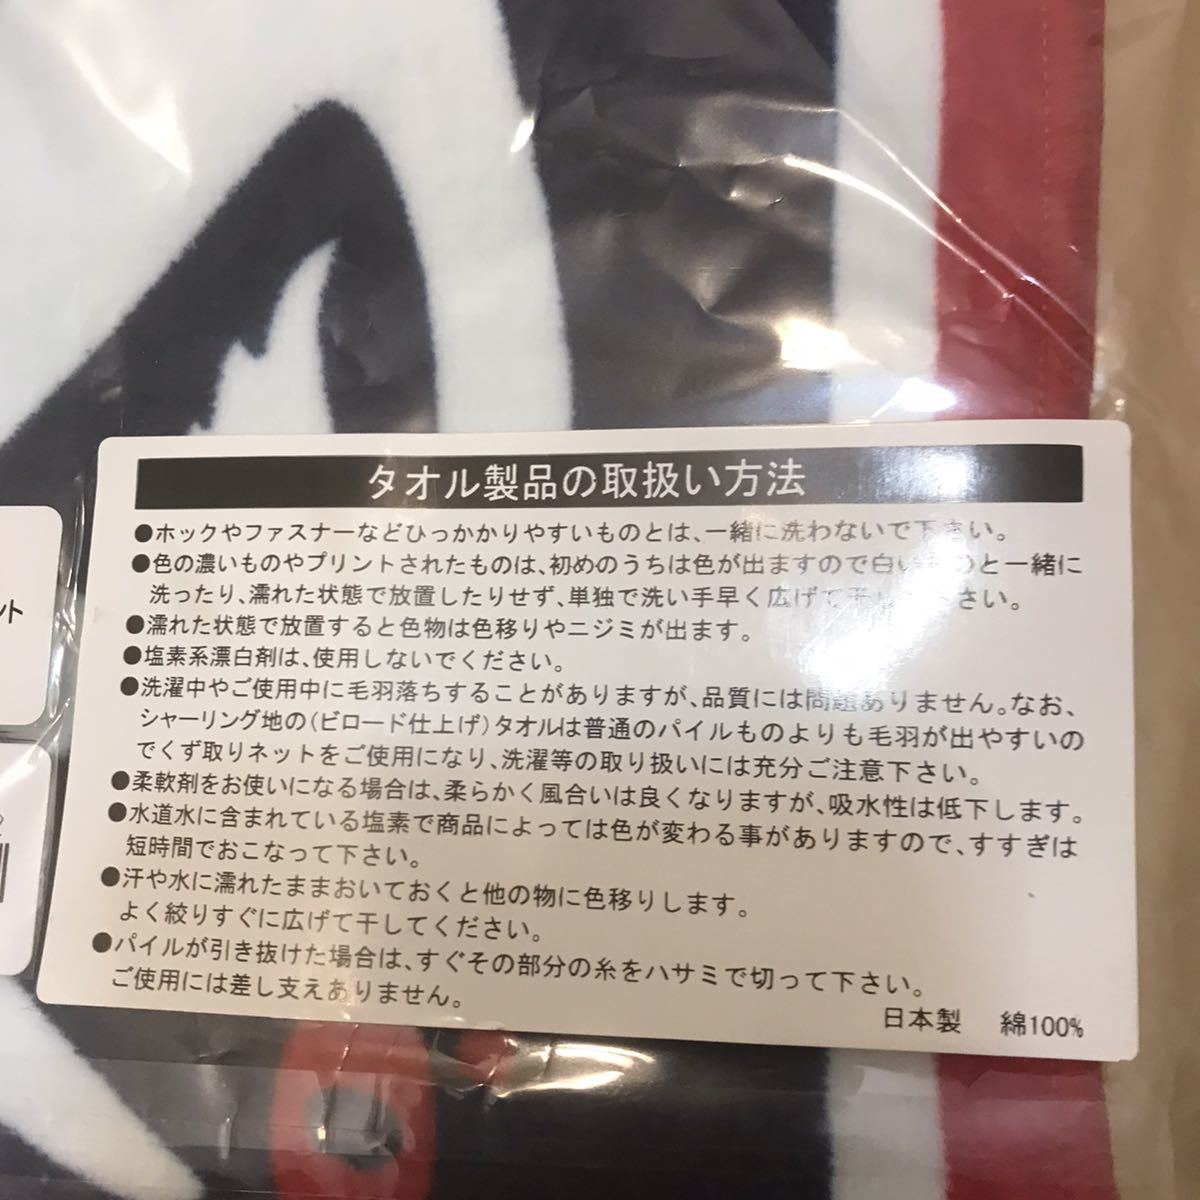 タオル製品の取扱い方法
●ホックやファスナーなどひっかかりやすいものとは、一緒に洗わないで下さい。
●色の濃いものやプリントされたものは、初めのうちは色が出ますので白いものと一緒に
洗ったり、濡れた状態で放置したりせず、単独で洗い手早く広げて干して下さい。
●濡れた状態で放置すると色物は色移りやニジミが出ます。
●塩素系漂白剤は、使用しないでください。
●洗濯中やご使用中に毛羽落ちすることがありますが、品質には問題ありません。なお、
シャーリング地の(ビロード仕上げ)タオルは普通のパイルものよりも毛羽が出やすいの
でくず取りネットをご使用になり、洗濯等の取り扱いには充分ご注意下さい。
●柔軟剤をお使いになる場合は、柔らかく風合いは良くなりますが、吸水性は低下します。
●水道水に含まれている塩素で商品によっては色が変わる事がありますので、すすぎは
短時間でおこなって下さい。
●汗や水に濡れたままおいておくと他の物に色移りします。
よく絞りすぐに広げて干してください。
●パイルが引き抜けた場合は、すぐその部分の糸をハサミで切って下さい。
ご使用には差し支えありません。
日本製 綿100%
ント